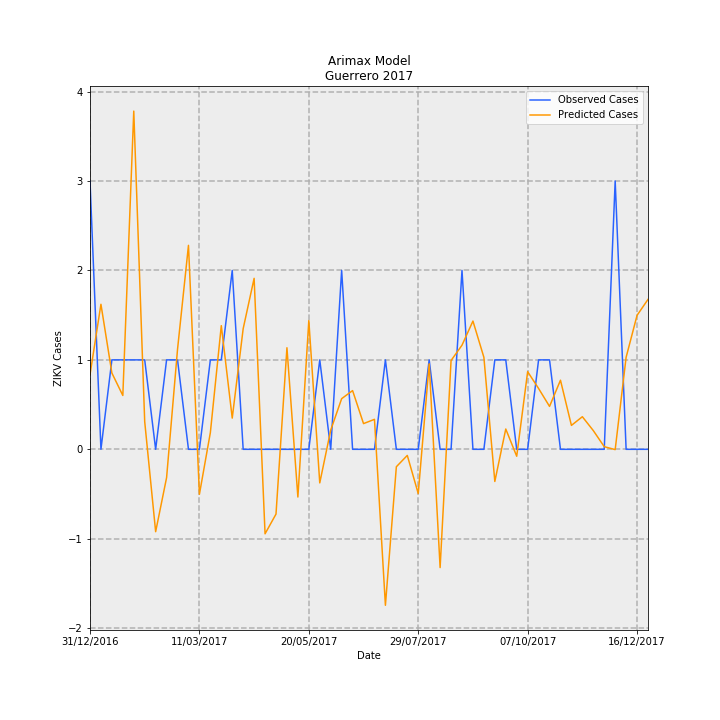 Arimax Model
Guerrero 2017
Observed Cases
Predicted Cases
ZIKV Cases
4
3
2
1
0
−1
−2
31/12/2016 11/03/2017 20/05/2017 29/07/2017 07/10/2017 16/12/2017
Date